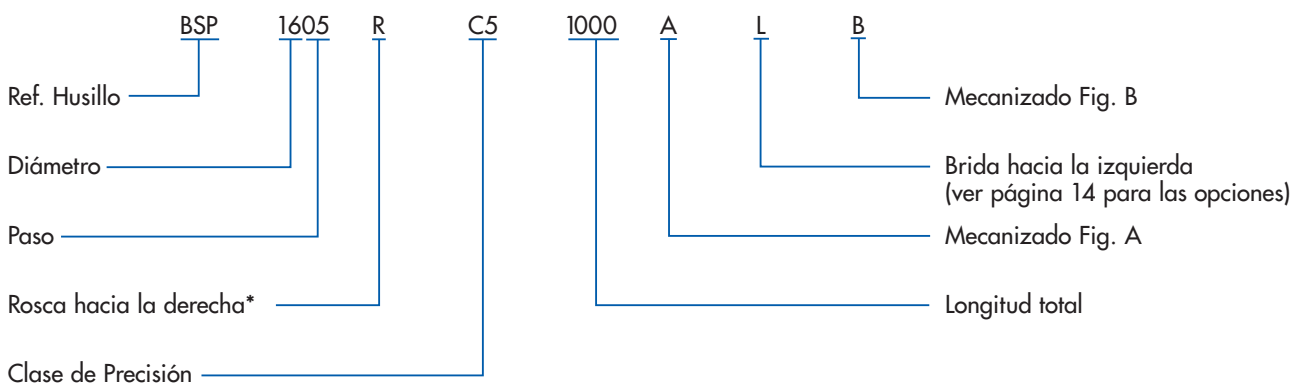 BSP 1605 R C5 1000 A L B
Ref. Husillo
Mecanizado Fig. B
Diámetro
Brida hacia la izquierda
(ver página 14 para las opciones)
Paso
Mecanizado Fig. A
Rosca hacia la derecha*
Longitud total
Clase de Precisión